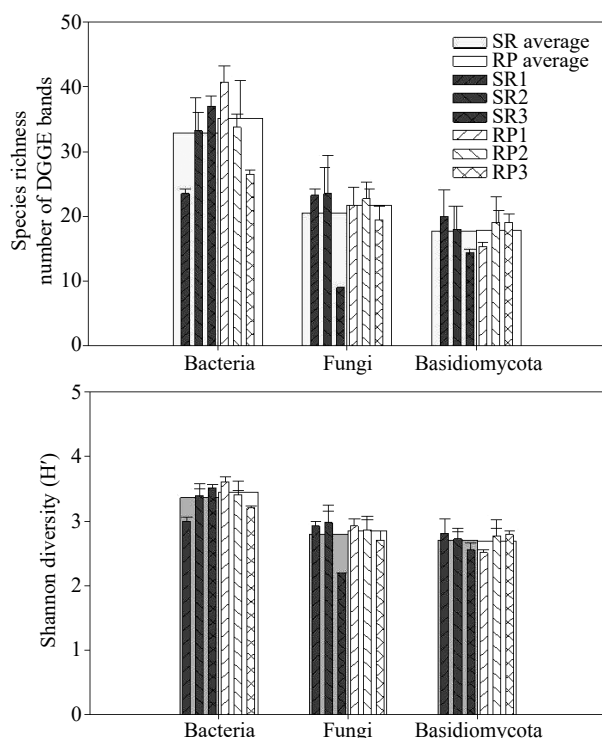 50
40
30
20
10
0
Species richness
number of DGGE bands
SR average
RP average
SR1
SR2
SR3
RP1
RP2
RP3
Bacteria
Fungi
Basidiomycota
5
4
3
2
1
0
Shannon diversity (H′)
Bacteria
Fungi
Basidiomycota